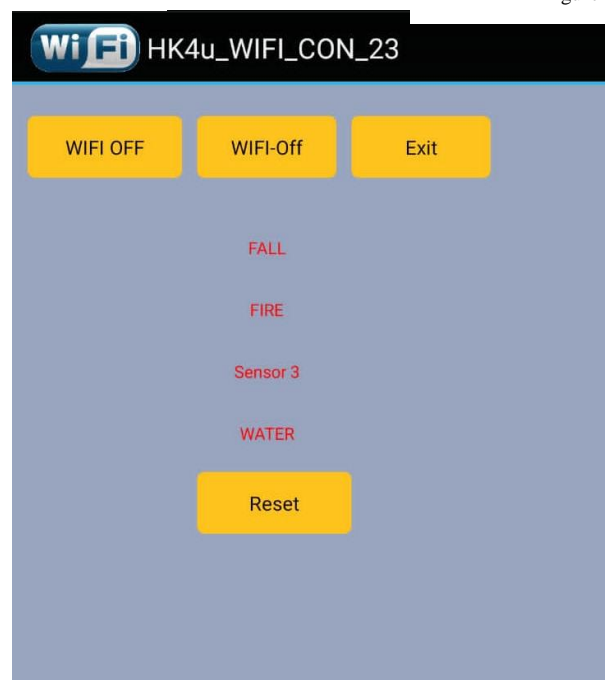 Wi Fi HK4u_WIFI_CON_23
WIFI OFF WIFI-Off Exit
FALL
FIRE
Sensor 3
WATER
Reset